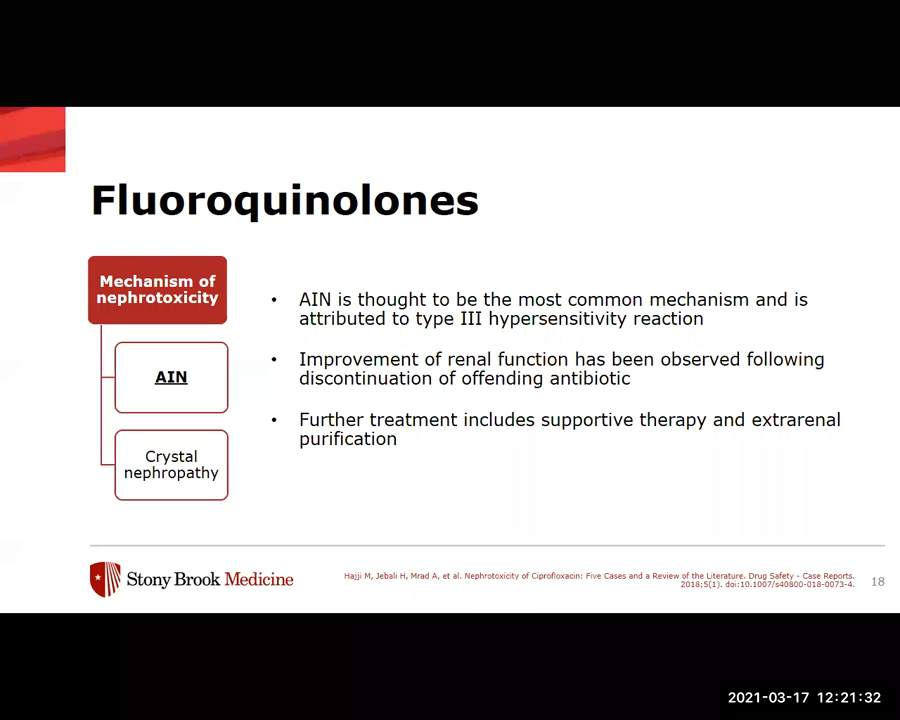 Fluoroquinolones
Mechanism of
nephrotoxicity
AIN
Crystal
nephropathy
• AIN is thought to be the most common mechanism and is
attributed to type III hypersensitivity reaction
• Improvement of renal function has been observed following
discontinuation of offending antibiotic
• Further treatment includes supportive therapy and extrarenal
purification
Stony Brook Medicine
Hajji M, Jebali H, Mrad A, et al. Nephrotoxicity of Ciprofloxacin: Five Cases and a Review of the Literature. Drug Safety - Case Reports.
2018;5(1). doi:10.1007/s40800-018-0073-4.
18
2021-03-17 12:21:32